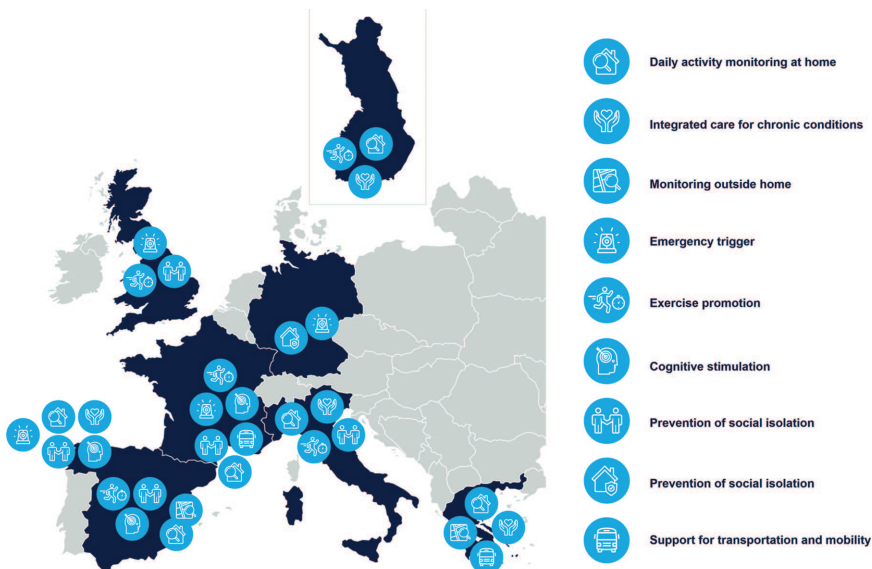 Daily activity monitoring at home
Integrated care for chronic conditions
Monitoring outside home
Emergency trigger
Exercise promotion
Cognitive stimulation
Prevention of social isolation
Prevention of social isolation
Support for transportation and mobility